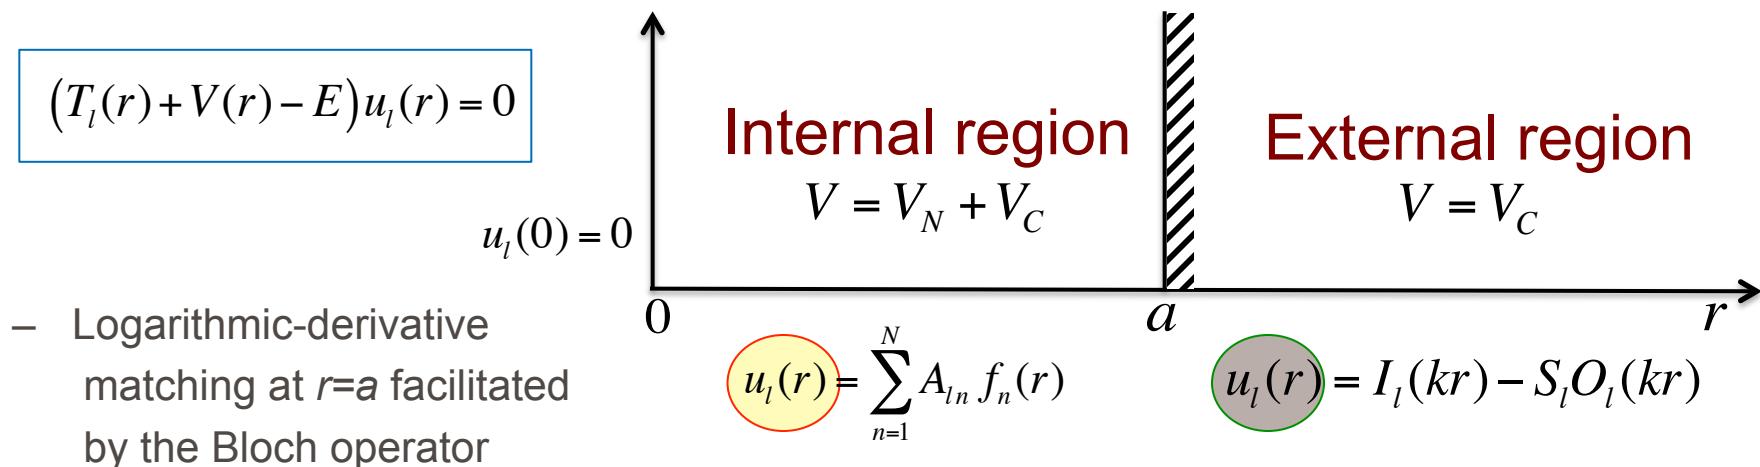 (T_l(r) + V(r) − E)u_l(r) = 0
Internal region
V = V_N + V_C
External region
V = V_C
u_l(0) = 0
0
a
r
– Logarithmic-derivative
matching at r=a facilitated
by the Bloch operator
u_l(r) = \sum_{n=1}^{N} A_{ln} f_n(r)
u_l(r) = I_l(kr) − S_l O_l(kr)